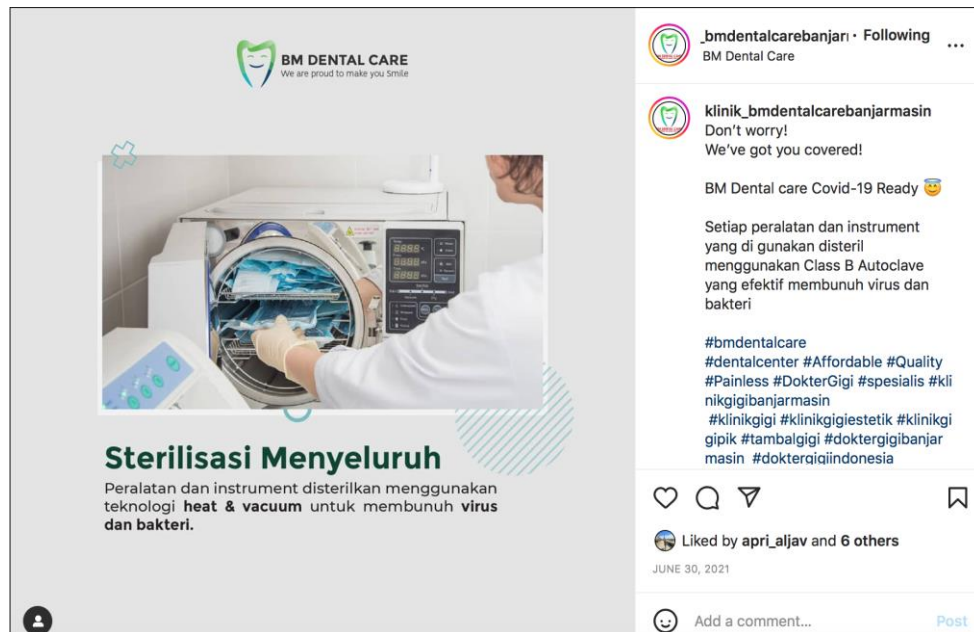 BM DENTAL CARE
We are proud to make you Smile
Sterilisasi Menyeluruh
Peralatan dan instrument disterilkan menggunakan
teknologi heat & vacuum untuk membunuh virus
dan bakteri.
_bmdentalcarebanjarı • Following
BM Dental Care
klinik_bmdentalcarebanjarmasin
Don't worry!
We've got you covered!
BM Dental care Covid-19 Ready 😇
Setiap peralatan dan instrument
yang di gunakan disteril
menggunakan Class B Autoclave
yang efektif membunuh virus dan
bakteri
#bmdentalcare
#dentalcenter #Affordable #Quality
#Painless #DokterGigi #spesialis #kli
nikgigibanjarmasin
#klinikgigi #klinikgigiestetik #klinikgi
gipik #tambalgigi #doktergigibanjar
masin #doktergigiindonesia
Liked by apri_aljav and 6 others
JUNE 30, 2021
Add a comment...
Post